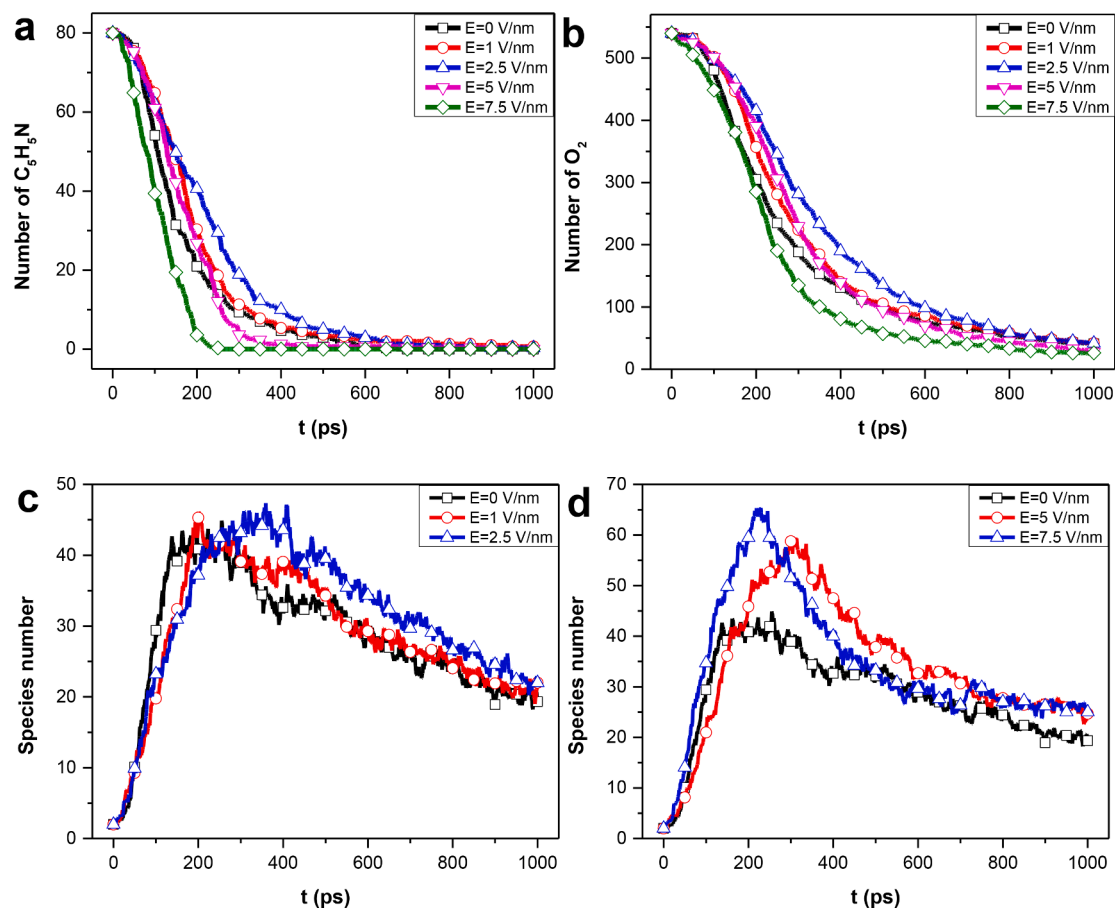 a
E=0 V/nm
E=1 V/nm
E=2.5 V/nm
E=5 V/nm
E=7.5 V/nm
80
60
40
20
0
Number of C5H5N
0 200 400 600 800 1000
t (ps)
b
E=0 V/nm
E=1 V/nm
E=2.5 V/nm
E=5 V/nm
E=7.5 V/nm
500
400
300
200
100
0
Number of O2
0 200 400 600 800 1000
t (ps)
c
E=0 V/nm
E=1 V/nm
E=2.5 V/nm
50
40
30
20
10
0
Species number
0 200 400 600 800 1000
t (ps)
d
E=0 V/nm
E=5 V/nm
E=7.5 V/nm
70
60
50
40
30
20
10
0
Species number
0 200 400 600 800 1000
t (ps)